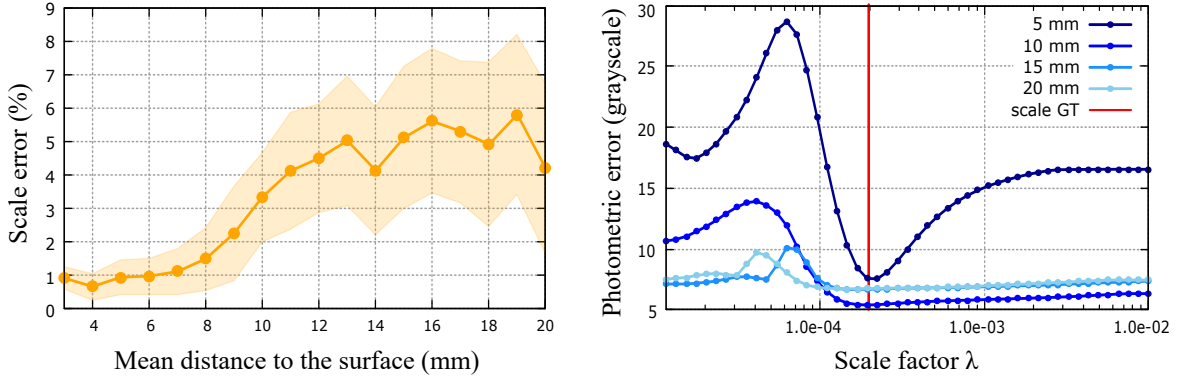 Scale error (%)
9
8
7
6
5
4
3
2
1
0
4 6 8 10 12 14 16 18 20
Mean distance to the surface (mm)
Photometric error (grayscale)
30
25
20
15
10
5
5 mm
10 mm
15 mm
20 mm
scale GT
1.0e-04 1.0e-03 1.0e-02
Scale factor λ